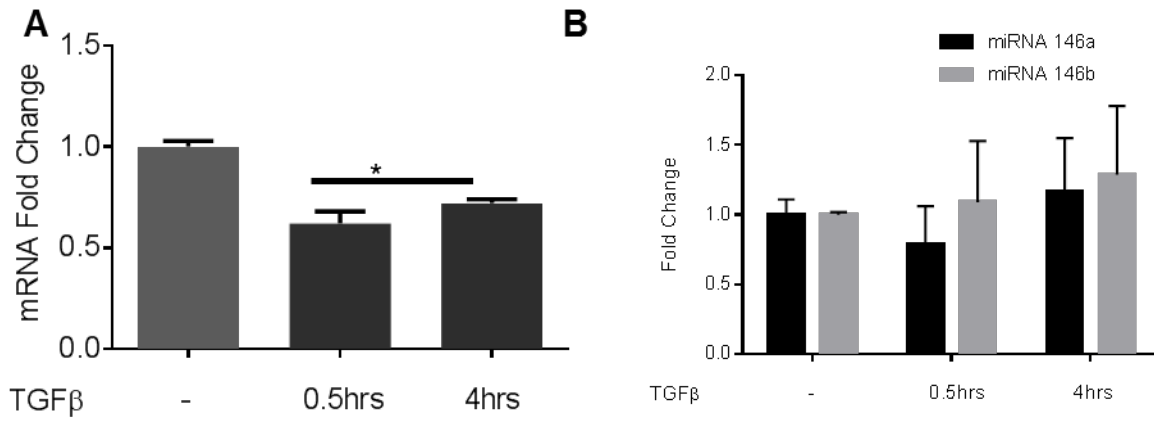 A
mRNA Fold Change
1.5
1.0
0.5
0.0
*
TGFβ - 0.5hrs 4hrs
B
miRNA 146a
miRNA 146b
Fold Change
2.0
1.5
1.0
0.5
0.0
TGFβ - 0.5hrs 4hrs